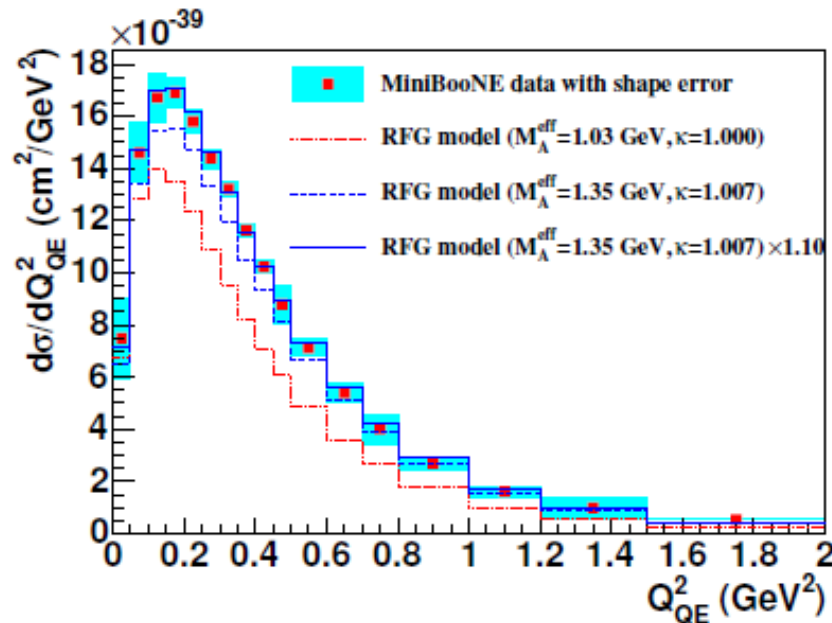 ×10⁻³⁹
dσ/dQ²_QE (cm²/GeV²)
18
16
14
12
10
8
6
4
2
0
MiniBooNE data with shape error
RFG model (M_A^eff=1.03 GeV,κ=1.000)
RFG model (M_A^eff=1.35 GeV,κ=1.007)
RFG model (M_A^eff=1.35 GeV,κ=1.007) ×1.10
0 0.2 0.4 0.6 0.8 1 1.2 1.4 1.6 1.8 2
Q²_QE (GeV²)